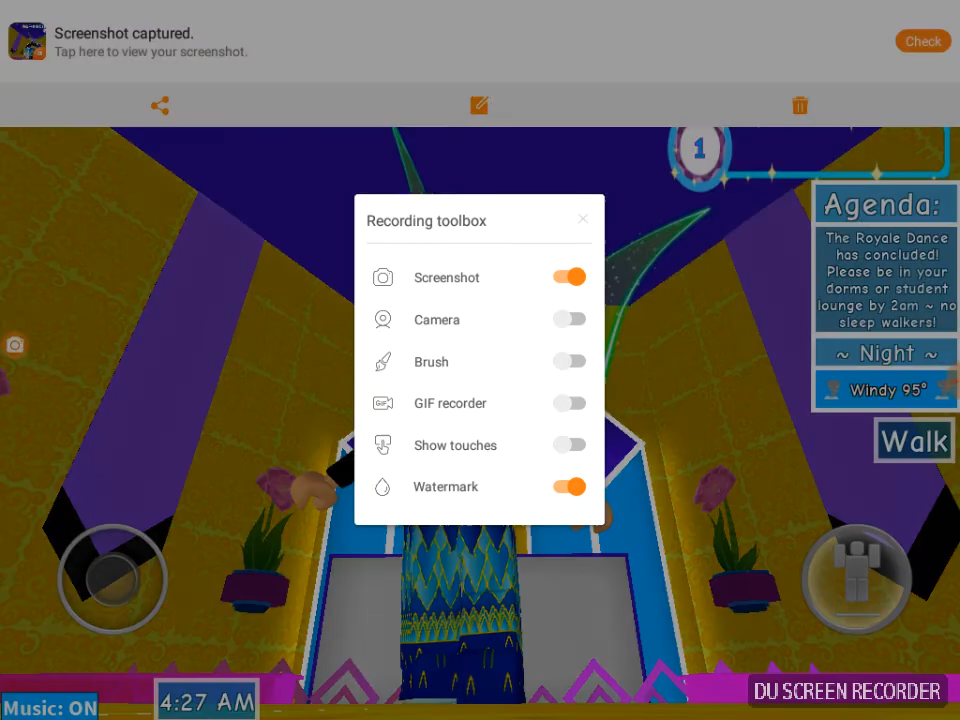 Screenshot captured.
Tap here to view your screenshot.
Check
1
Recording toolbox
Screenshot
Camera
Brush
GIF
GIF recorder
Show touches
Watermark
Agenda:
The Royale Dance
has concluded!
Please be in your
dorms or student
lounge by 2am ~ no
sleep walkers!
~ Night ~
Windy 95°
Walk
Music: ON
4:27 AM
DU SCREEN RECORDER